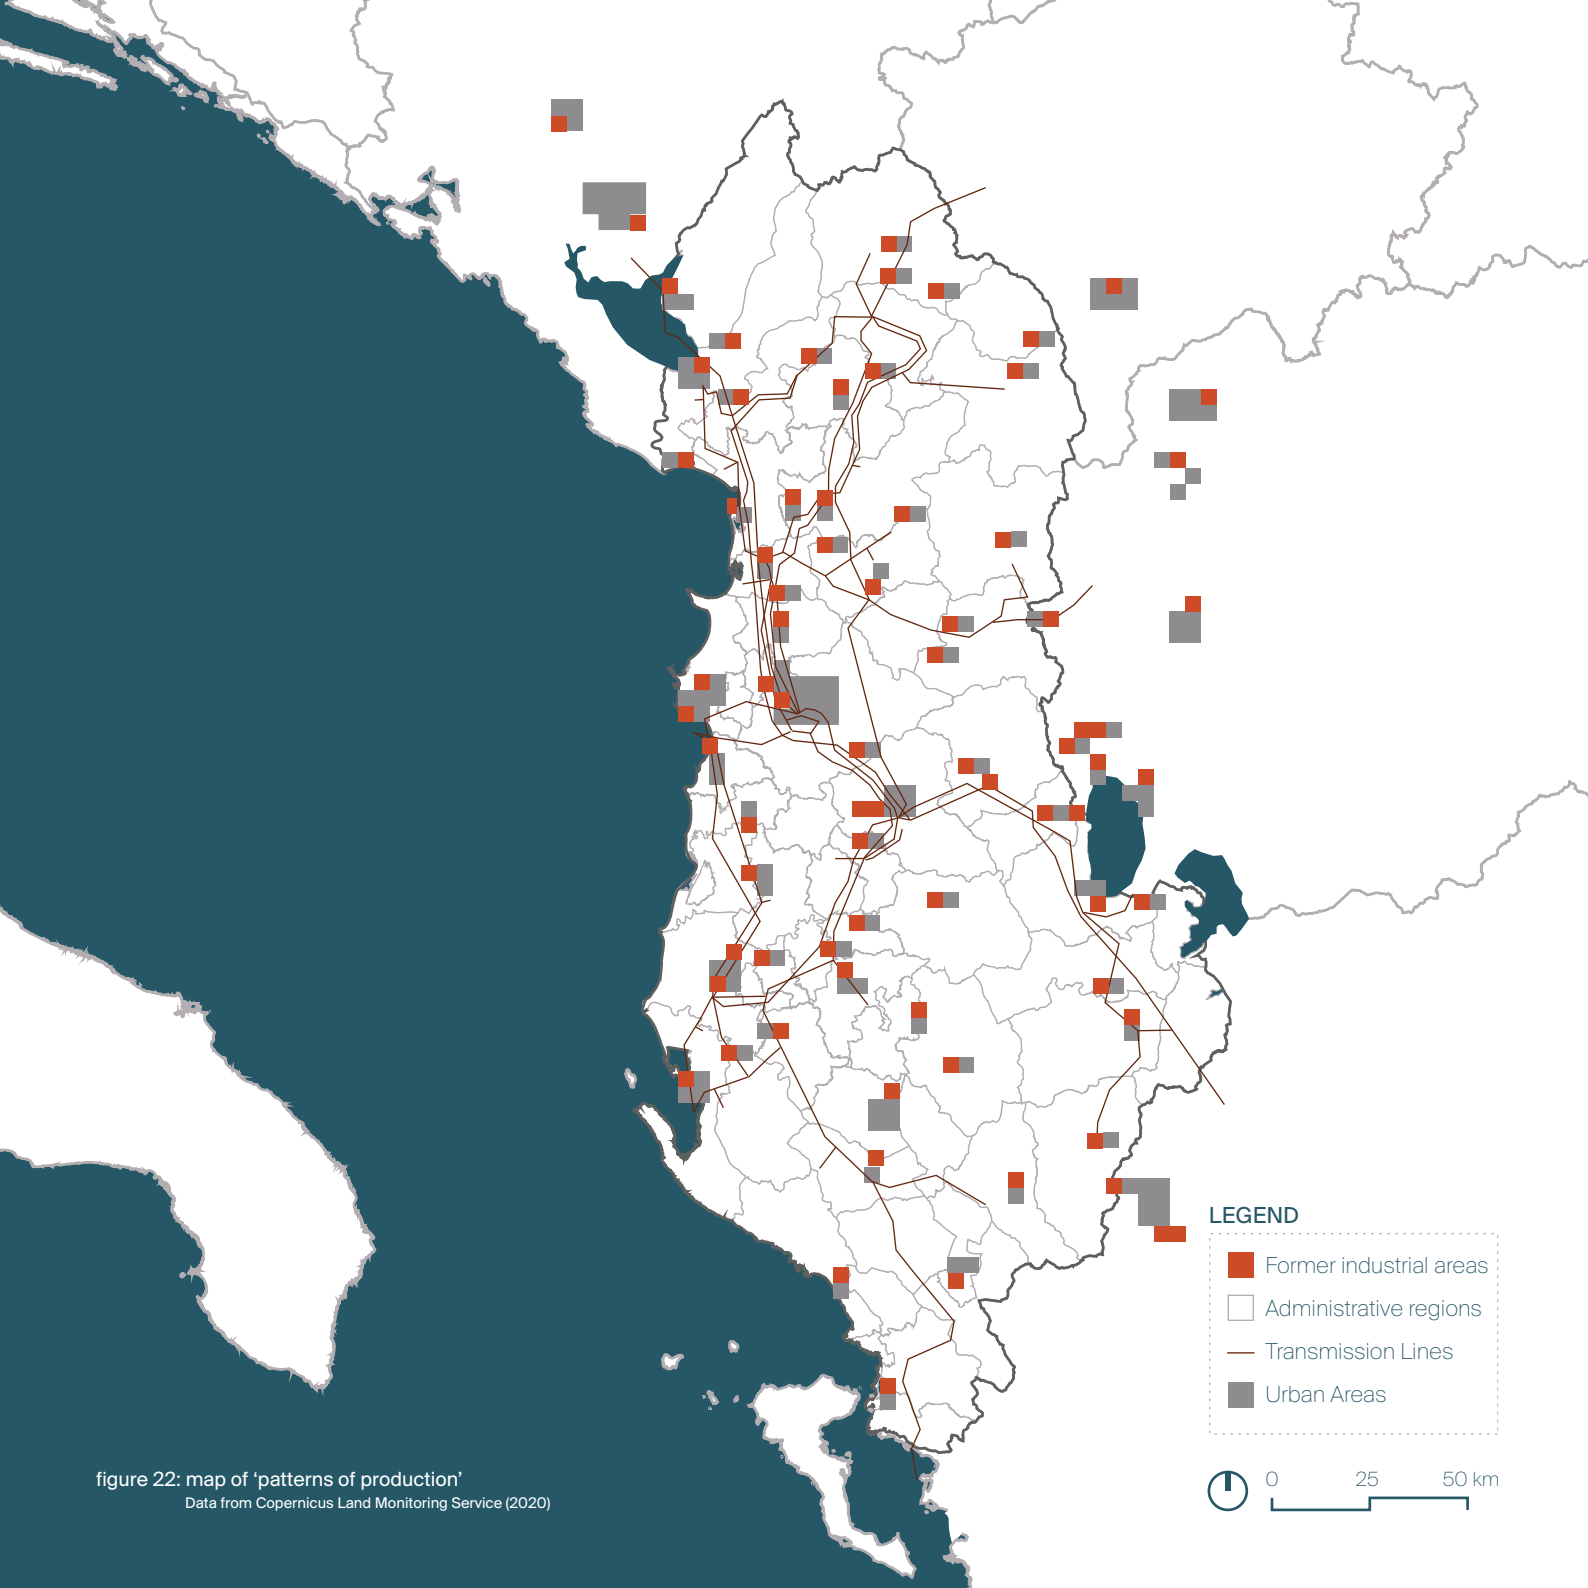 LEGEND
Former industrial areas
Administrative regions
Transmission Lines
Urban Areas
0 25 50 km
figure 22: map of ‘patterns of production’
Data from Copernicus Land Monitoring Service (2020)